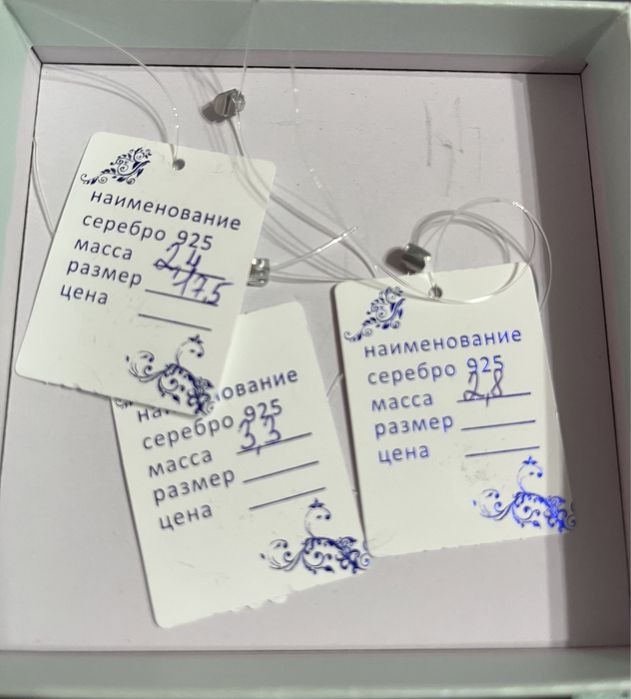 наименование
серебро 925
масса 2,4
размер 17,5
цена
наименование
серебро 925
масса 2,8
размер
цена
ование
серебро 925
масса 3,3
размер
цена